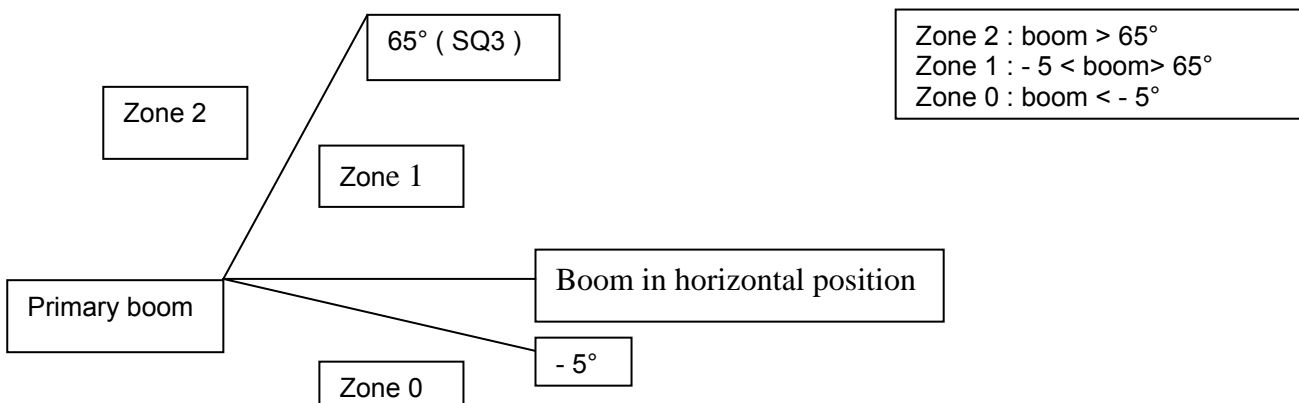 65° ( SQ3 )
Zone 2 : boom > 65°
Zone 1 : - 5 < boom> 65°
Zone 0 : boom < - 5°
Zone 2
Zone 1
Boom in horizontal position
Primary boom
- 5°
Zone 0